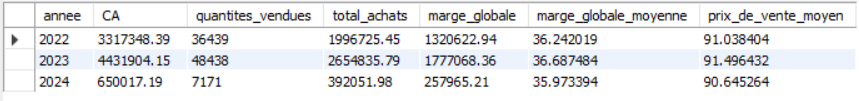 annee CA quantites_vendues total_achats marge_globale marge_globale_moyenne prix_de_vente_moyen
2022 3317348.39 36439 1996725.45 1320622.94 36.242019 91.038404
2023 4431904.15 48438 2654835.79 1777068.36 36.687484 91.496432
2024 650017.19 7171 392051.98 257965.21 35.973394 90.645264